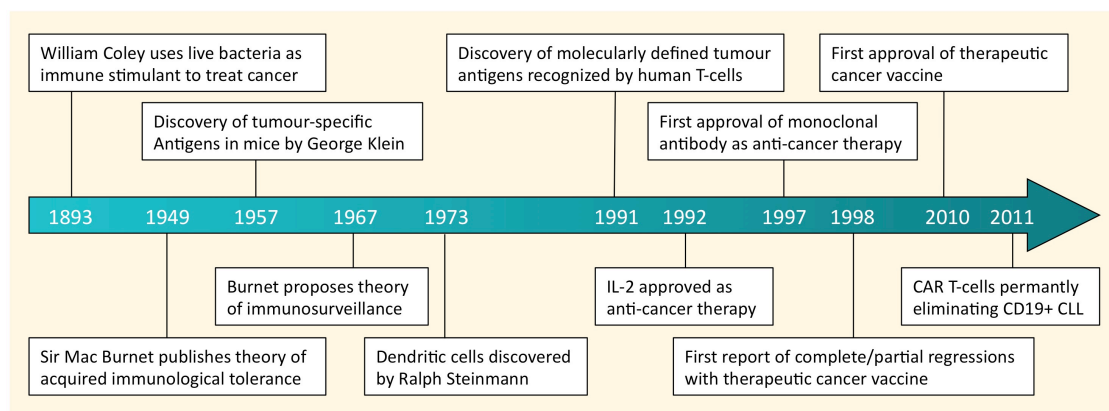 William Coley uses live bacteria as
immune stimulant to treat cancer
Discovery of molecularly defined tumour
antigens recognized by human T-cells
First approval of therapeutic
cancer vaccine
Discovery of tumour-specific
Antigens in mice by George Klein
First approval of monoclonal
antibody as anti-cancer therapy
1893 1949 1957 1967 1973 1991 1992 1997 1998 2010 2011
Burnet proposes theory
of immunosurveillance
IL-2 approved as
anti-cancer therapy
CAR T-cells permantly
eliminating CD19+ CLL
Sir Mac Burnet publishes theory of
acquired immunological tolerance
Dendritic cells discovered
by Ralph Steinmann
First report of complete/partial regressions
with therapeutic cancer vaccine